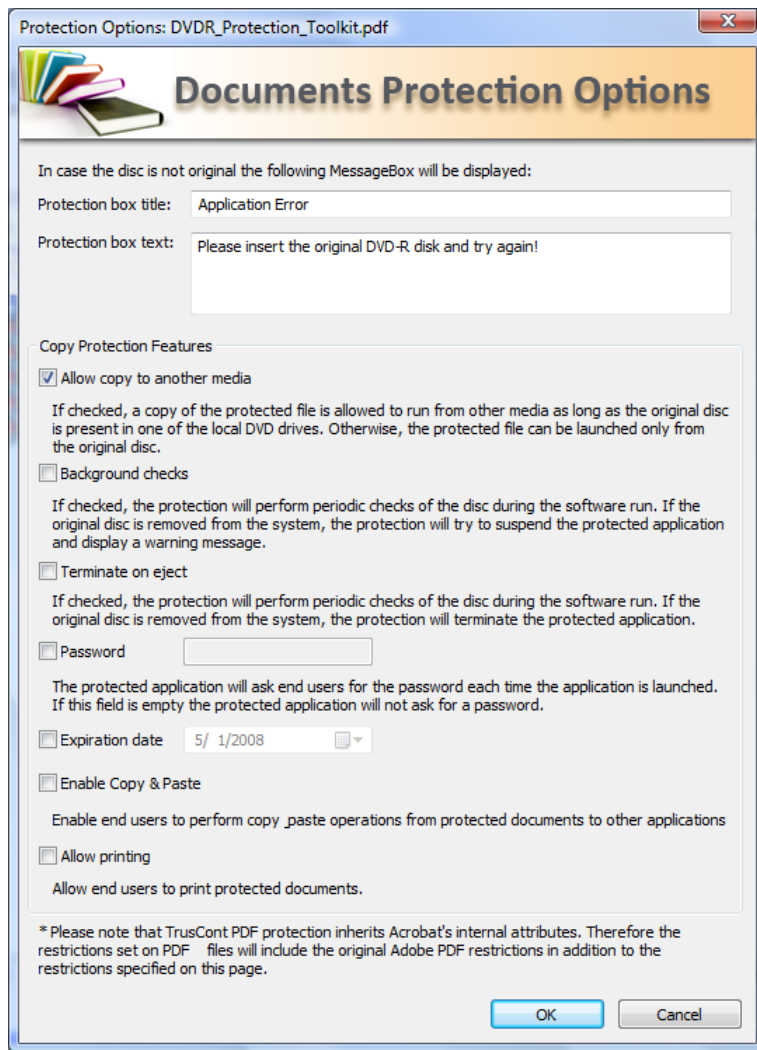 Protection Options: DVDR_Protection_Toolkit.pdf
Documents Protection Options
In case the disc is not original the following MessageBox will be displayed:
Protection box title: Application Error
Protection box text: Please insert the original DVD-R disk and try again!
Copy Protection Features
Allow copy to another media
If checked, a copy of the protected file is allowed to run from other media as long as the original disc
is present in one of the local DVD drives. Otherwise, the protected file can be launched only from
the original disc.
Background checks
If checked, the protection will perform periodic checks of the disc during the software run. If the
original disc is removed from the system, the protection will try to suspend the protected application
and display a warning message.
Terminate on eject
If checked, the protection will perform periodic checks of the disc during the software run. If the
original disc is removed from the system, the protection will terminate the protected application.
Password
The protected application will ask end users for the password each time the application is launched.
If this field is empty the protected application will not ask for a password.
Expiration date 5/ 1/2008
Enable Copy & Paste
Enable end users to perform copy _paste operations from protected documents to other applications
Allow printing
Allow end users to print protected documents.
* Please note that TrusCont PDF protection inherits Acrobat's internal attributes. Therefore the
restrictions set on PDF files will include the original Adobe PDF restrictions in addition to the
restrictions specified on this page.
OK Cancel